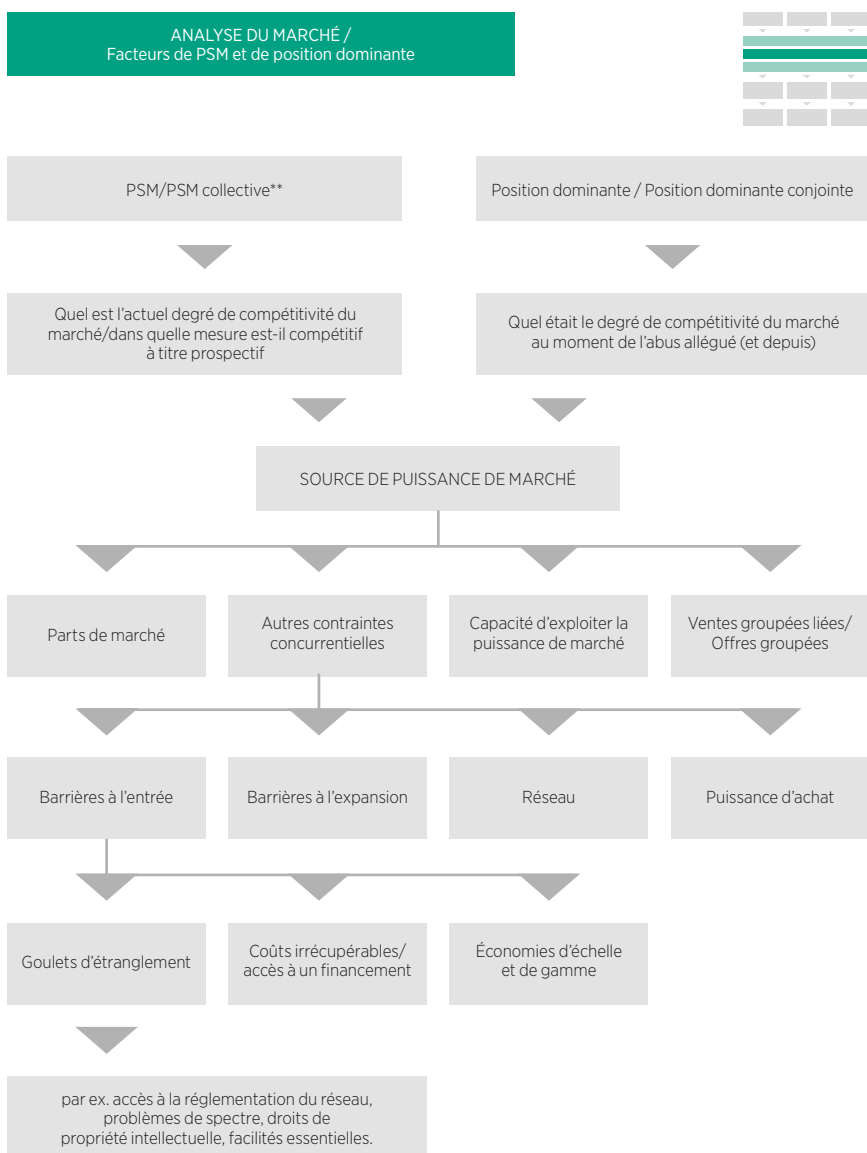 ANALYSE DU MARCHÉ /
Facteurs de PSM et de position dominante
PSM/PSM collective**
Position dominante / Position dominante conjointe
Quel est l’actuel degré de compétitivité du
marché/dans quelle mesure est-il compétitif
à titre prospectif
Quel était le degré de compétitivité du marché
au moment de l’abus allégué (et depuis)
SOURCE DE PUISSANCE DE MARCHÉ
Parts de marché
Autres contraintes
concurrentielles
Capacité d’exploiter la
puissance de marché
Ventes groupées liées/
Offres groupées
Barrières à l’entrée
Barrières à l’expansion
Réseau
Puissance d’achat
Goulets d’étranglement
Coûts irrécupérables/
accès à un financement
Économies d’échelle
et de gamme
par ex. accès à la réglementation du réseau,
problèmes de spectre, droits de
propriété intellectuelle, facilités essentielles.